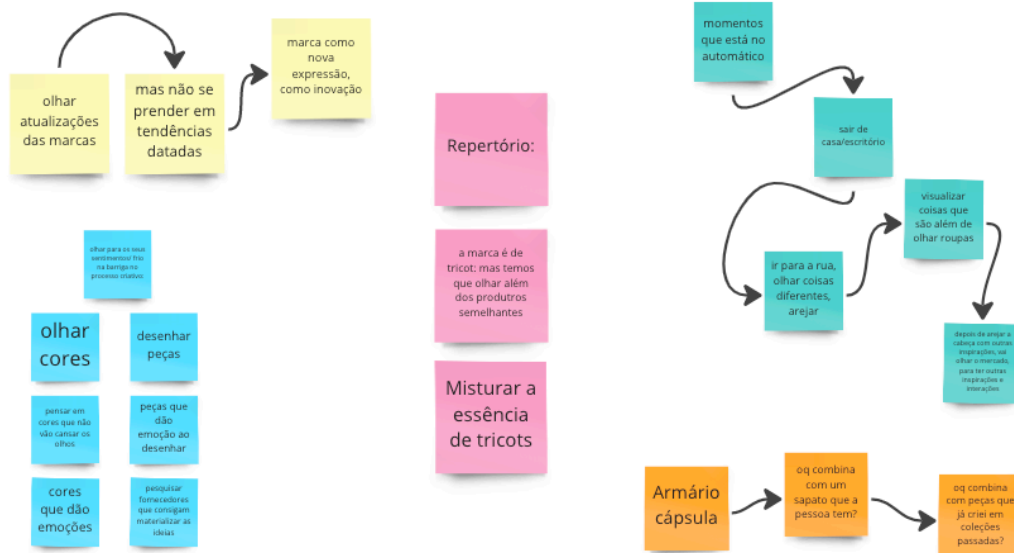 olhar
atualizações
das marcas
mas não se
prender em
tendências
datadas
marca como
nova
expressão,
como inovação
olhar para os seus
sentimentos: frio
na barriga no
processo criativo:
olhar
cores
desenhar
peças
pensar em
cores que não
vão cansar os
olhos
peças que
dão
emoção ao
desenhar
cores
que dão
emoções
pesquisar
fornecedores
que consigam
materializar as
ideias
Repertório:
a marca é de
tricot: mas temos
que olhar além
dos produtros
semelhantes
Misturar a
essência
de tricots
momentos
que está no
automático
sair de
casa/escritório
ir para a rua,
olhar coisas
diferentes,
arejar
visualizar
coisas que
são além de
olhar roupas
depois de arejar a
cabeça com outras
inspirações, vai
olhar o mercado,
para ter outras
inspirações e
interações
Armário
cápsula
oq combina
com um
sapato que a
pessoa tem?
oq combina
com peças que
já criei em
coleções
passadas?